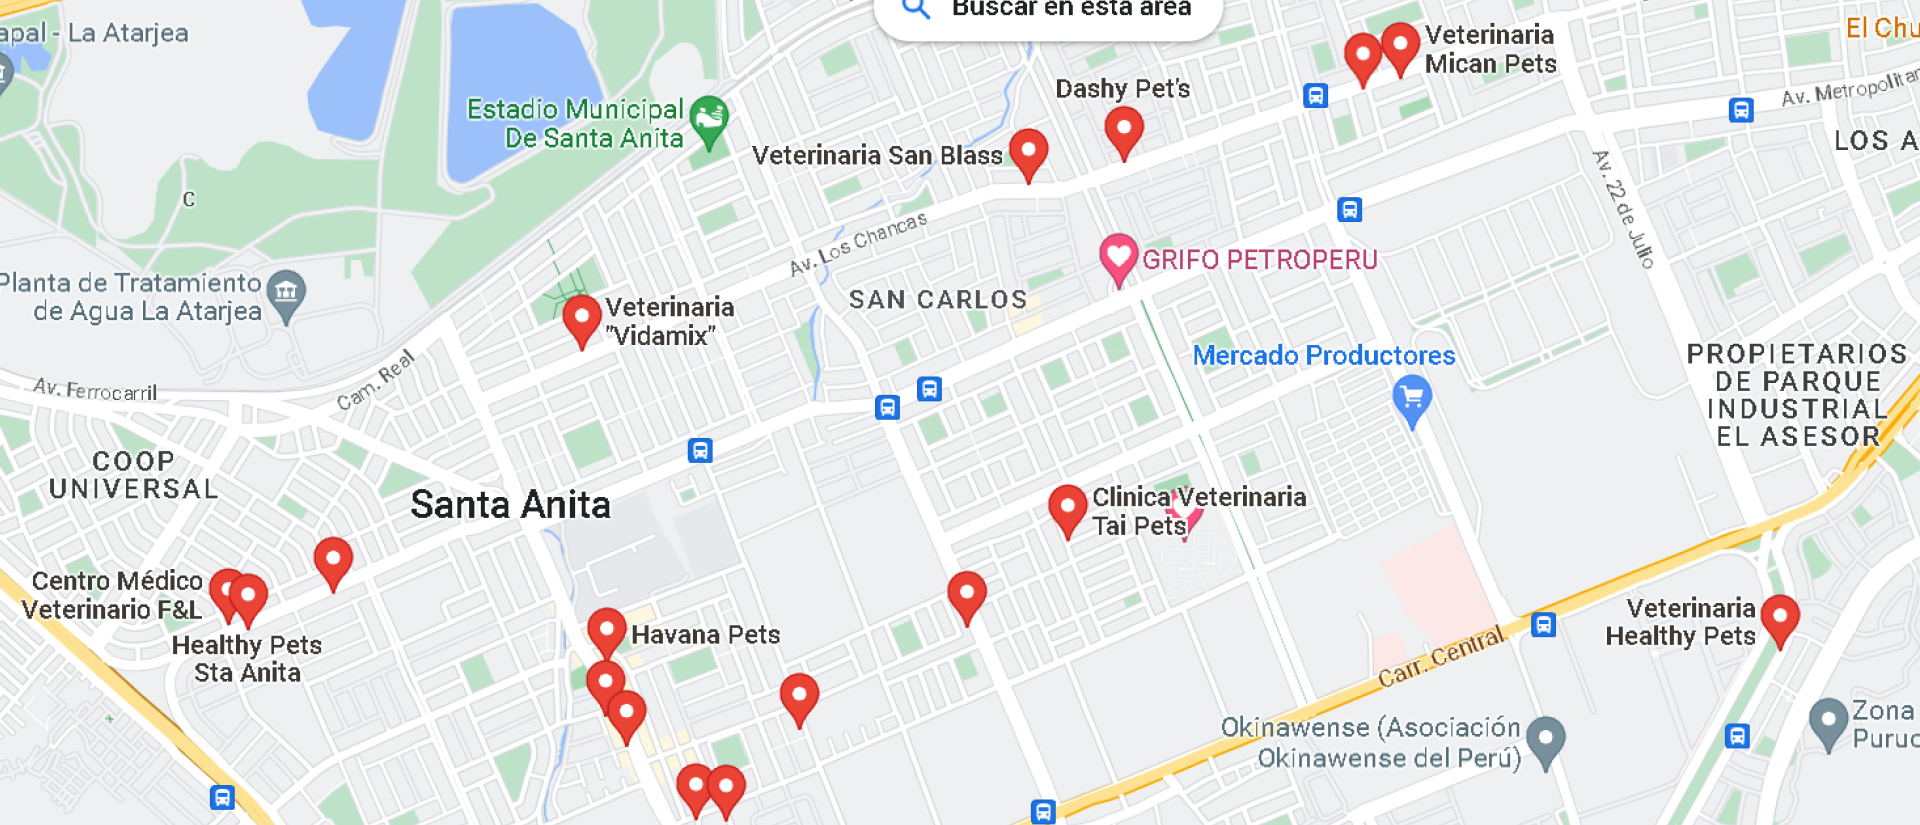 Buscar en esta área
apal - La Atarjea
El Chu
Veterinaria
Mican Pets
Av. Metropolitan
Dashy Pet's
Estadio Municipal
De Santa Anita
LOS A
Veterinaria San Blass
C
Av. 22 de Julio
Av. Los Chancas
GRIFO PETROPERU
Planta de Tratamiento
de Agua La Atarjea
SAN CARLOS
Veterinaria
"Vidamix"
Mercado Productores
PROPIETARIOS
DE PARQUE
INDUSTRIAL
EL ASESOR
Cam. Real
Av. Ferrocarril
COOP
UNIVERSAL
Santa Anita
Clinica Veterinaria
Tai Pets
Centro Médico
Veterinario F&L
Healthy Pets
Sta Anita
Havana Pets
Veterinaria
Healthy Pets
Carr. Central
Okinawense (Asociación
Okinawense del Perú)
Zona
Puruc